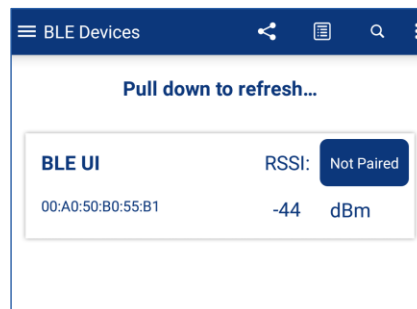 BLE Devices
Pull down to refresh...
BLE UI RSSI: Not Paired
00:A0:50:B0:55:B1 -44 dBm